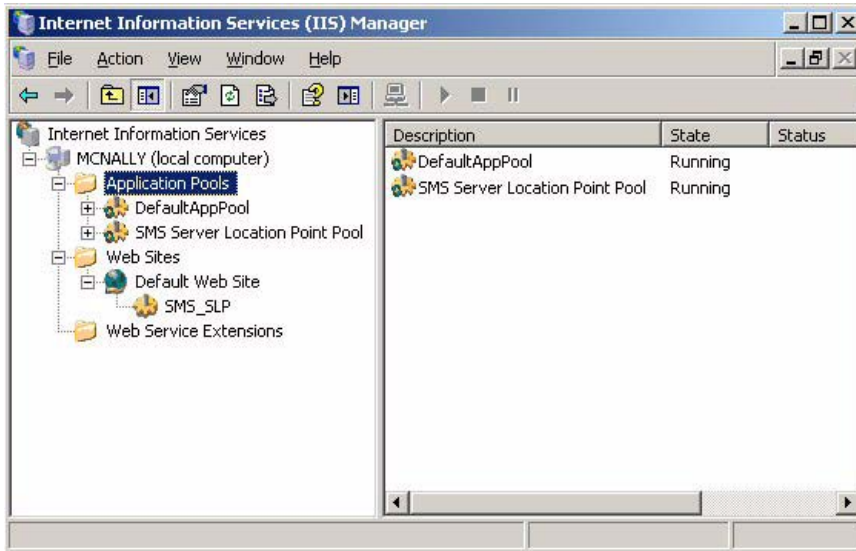 Internet Information Services (IIS) Manager
File Action View Window Help
Internet Information Services
MCNALLY (local computer)
Application Pools
DefaultAppPool
SMS Server Location Point Pool
Web Sites
Default Web Site
SMS_SLP
Web Service Extensions
Description State Status
DefaultAppPool Running
SMS Server Location Point Pool Running